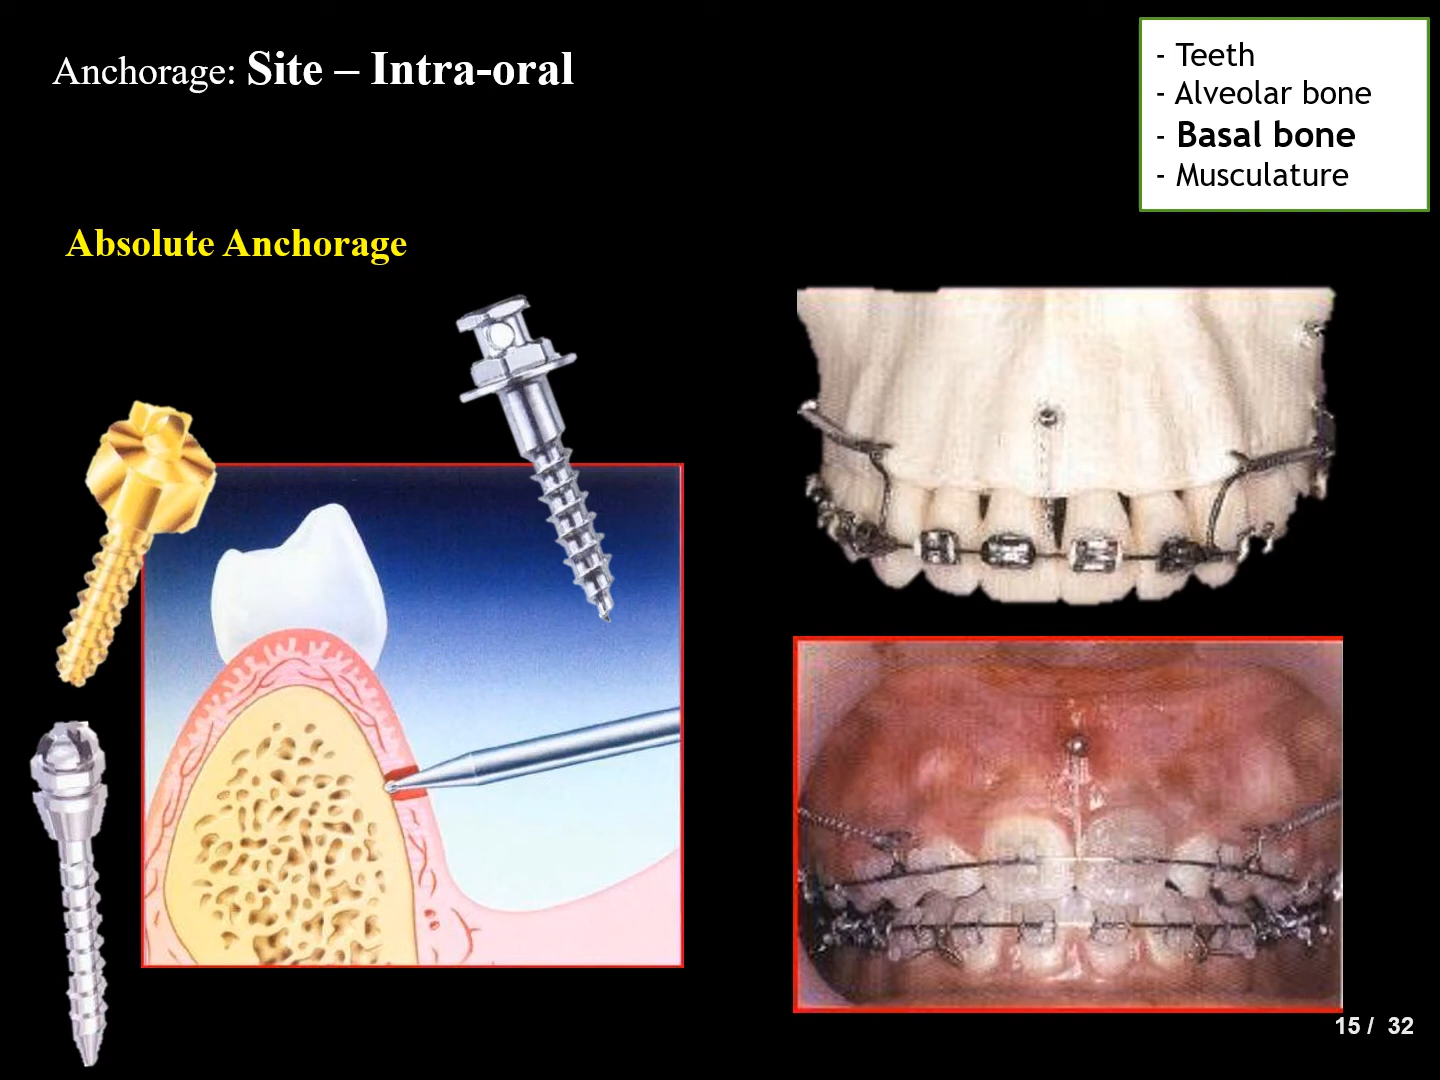 Anchorage: Site – Intra-oral
- Teeth
- Alveolar bone
- Basal bone
- Musculature
Absolute Anchorage
15 / 32